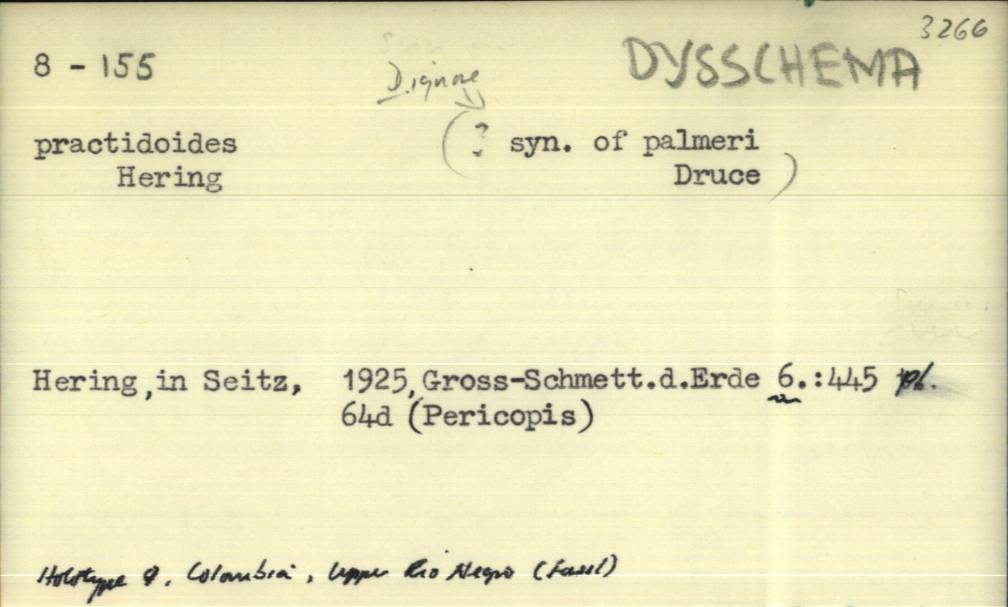 3266
8 - 155
DYSSCHEMA
D. ignore
practidoides
(? syn. of palmeri
Hering
Druce)
Hering, in Seitz, 1925, Gross-Schmett.d.Erde 6.:445 pl.
64d (Pericopis)
Holotype ♀, Colombia, Upper Rio Negro (Fassl)